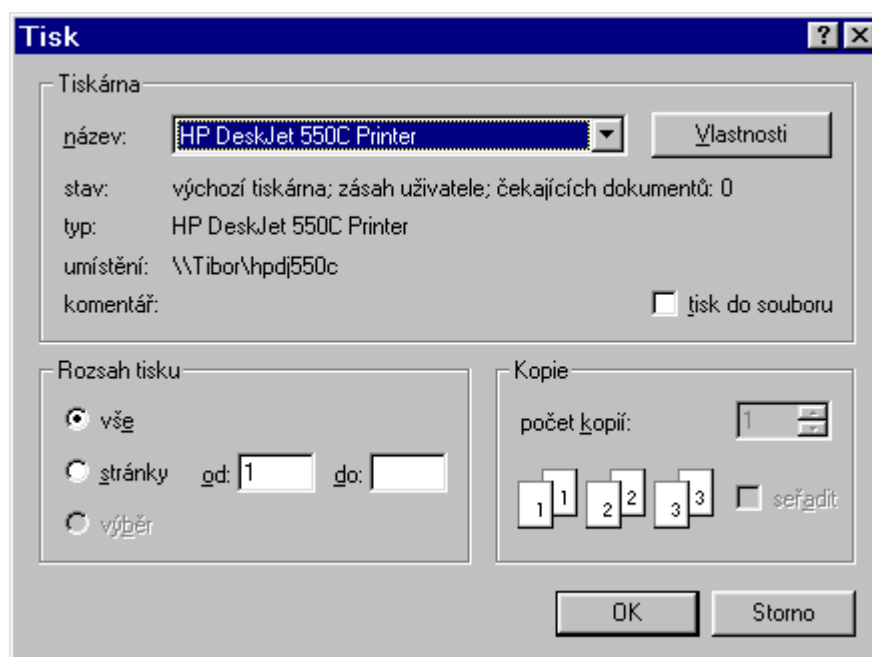 Tisk
Tiskárna
název: HP DeskJet 550C Printer Vlastnosti
stav: výchozí tiskárna; zásah uživatele; čekajících dokumentů: 0
typ: HP DeskJet 550C Printer
umístění: \\Tibor\hpdj550c
komentář: tisk do souboru
Rozsah tisku
vše
stránky od: 1 do:
výběr
Kopie
počet kopií: 1
1 1 2 2 3 3 seřadit
OK Storno